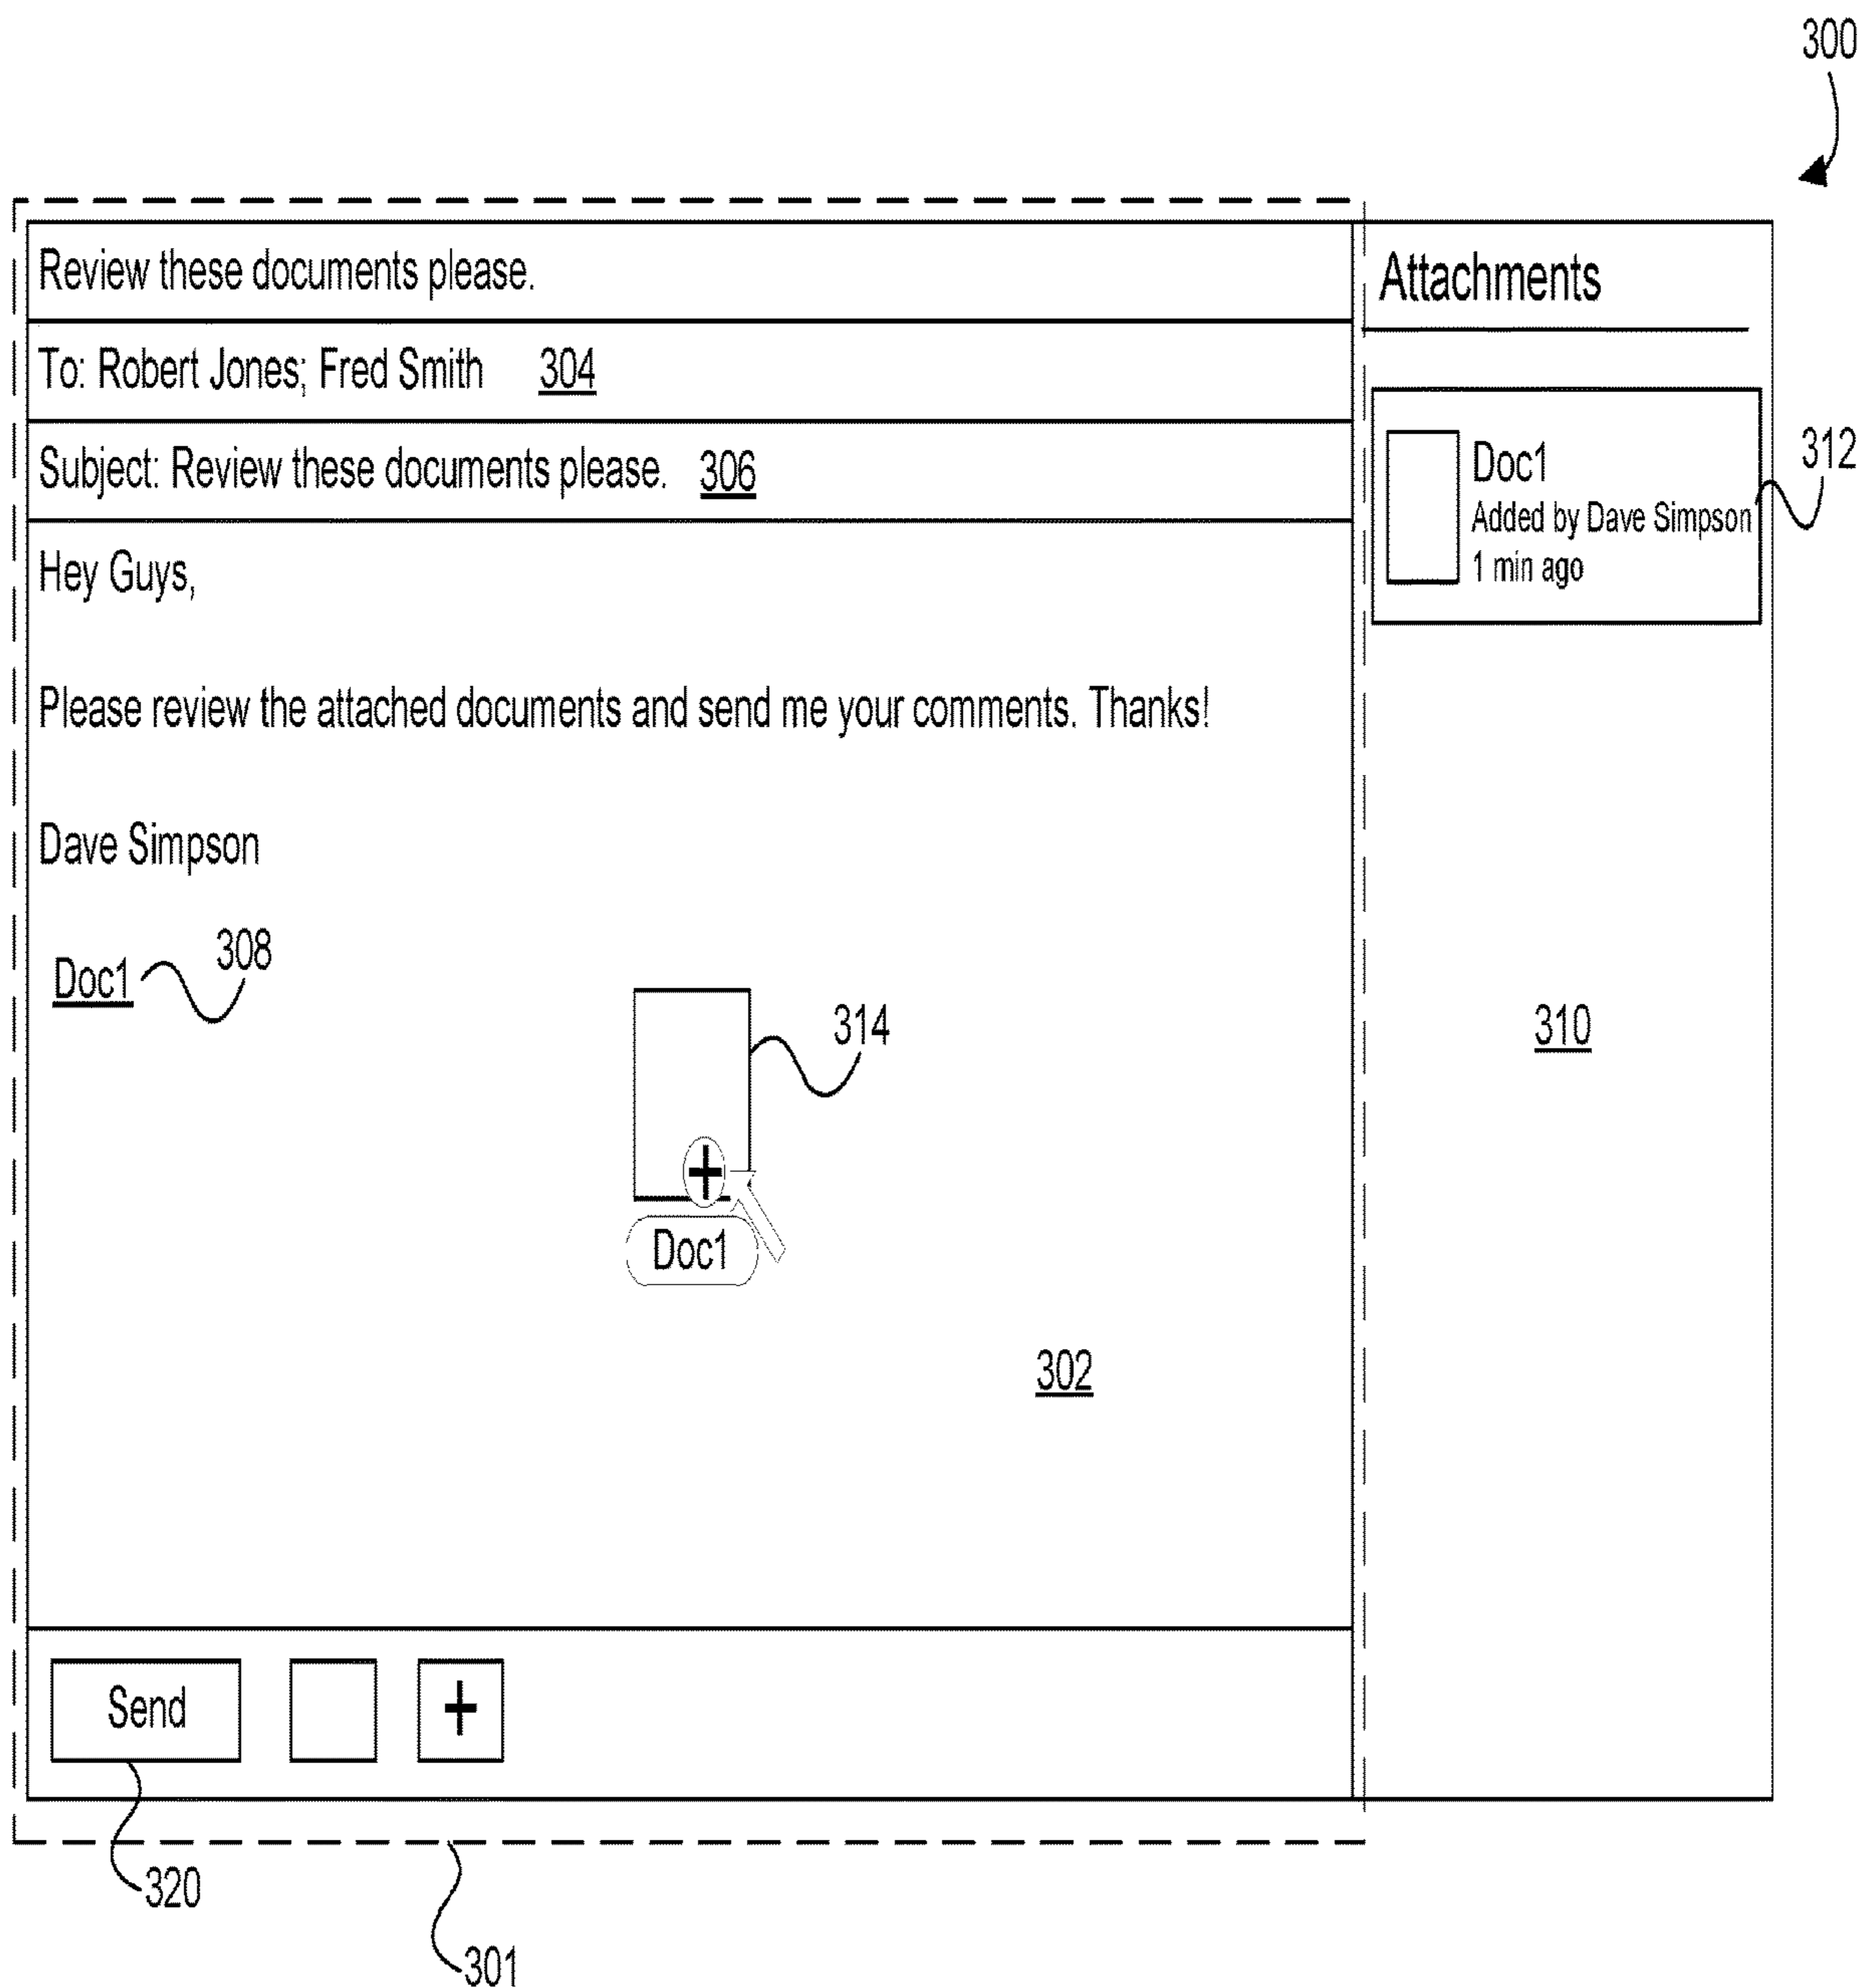 300
Review these documents please.
To: Robert Jones; Fred Smith 304
Subject: Review these documents please. 306
Hey Guys,
Please review the attached documents and send me your comments. Thanks!
Dave Simpson
Doc1 308
314
Doc1
302
Send +
320
301
Attachments
Doc1
Added by Dave Simpson
1 min ago
312
310